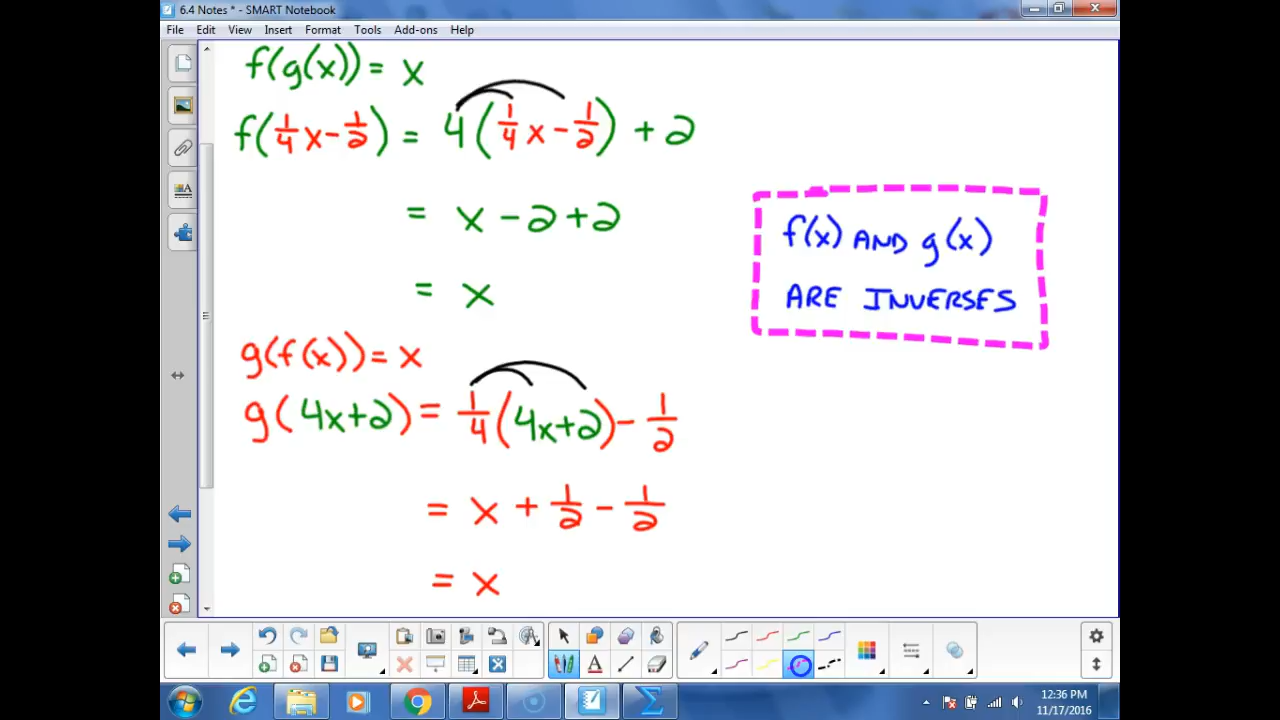 6.4 Notes * - SMART Notebook
File Edit View Insert Format Tools Add-ons Help
f(g(x)) = x
f(1/4x - 1/2) = 4(1/4x - 1/2) + 2
= x - 2 + 2
= x
f(x) AND g(x)
ARE INVERSES
g(f(x)) = x
g(4x+2) = 1/4(4x+2) - 1/2
= x + 1/2 - 1/2
= x
12:36 PM
11/17/2016